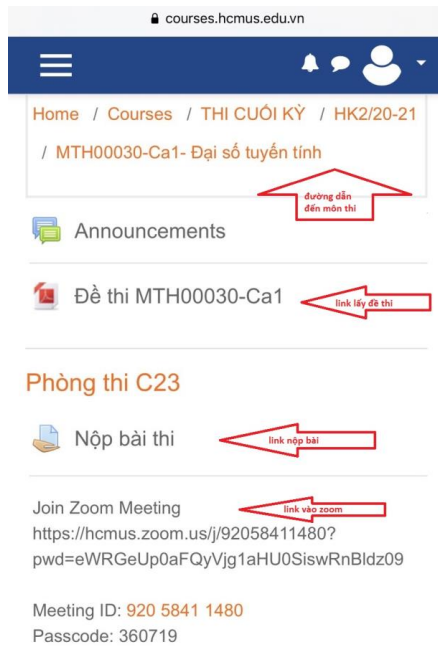 courses.hcmus.edu.vn
Home / Courses / THI CUỐI KỲ / HK2/20-21
/ MTH00030-Ca1- Đại số tuyến tính
đường dẫn
đến môn thi
Announcements
Đề thi MTH00030-Ca1
link lấy đề thi
Phòng thi C23
Nộp bài thi
link nộp bài
Join Zoom Meeting
link vào zoom
https://hcmus.zoom.us/j/92058411480?
pwd=eWRGeUp0aFQyVjg1aHU0SiswRnBldz09
Meeting ID: 920 5841 1480
Passcode: 360719